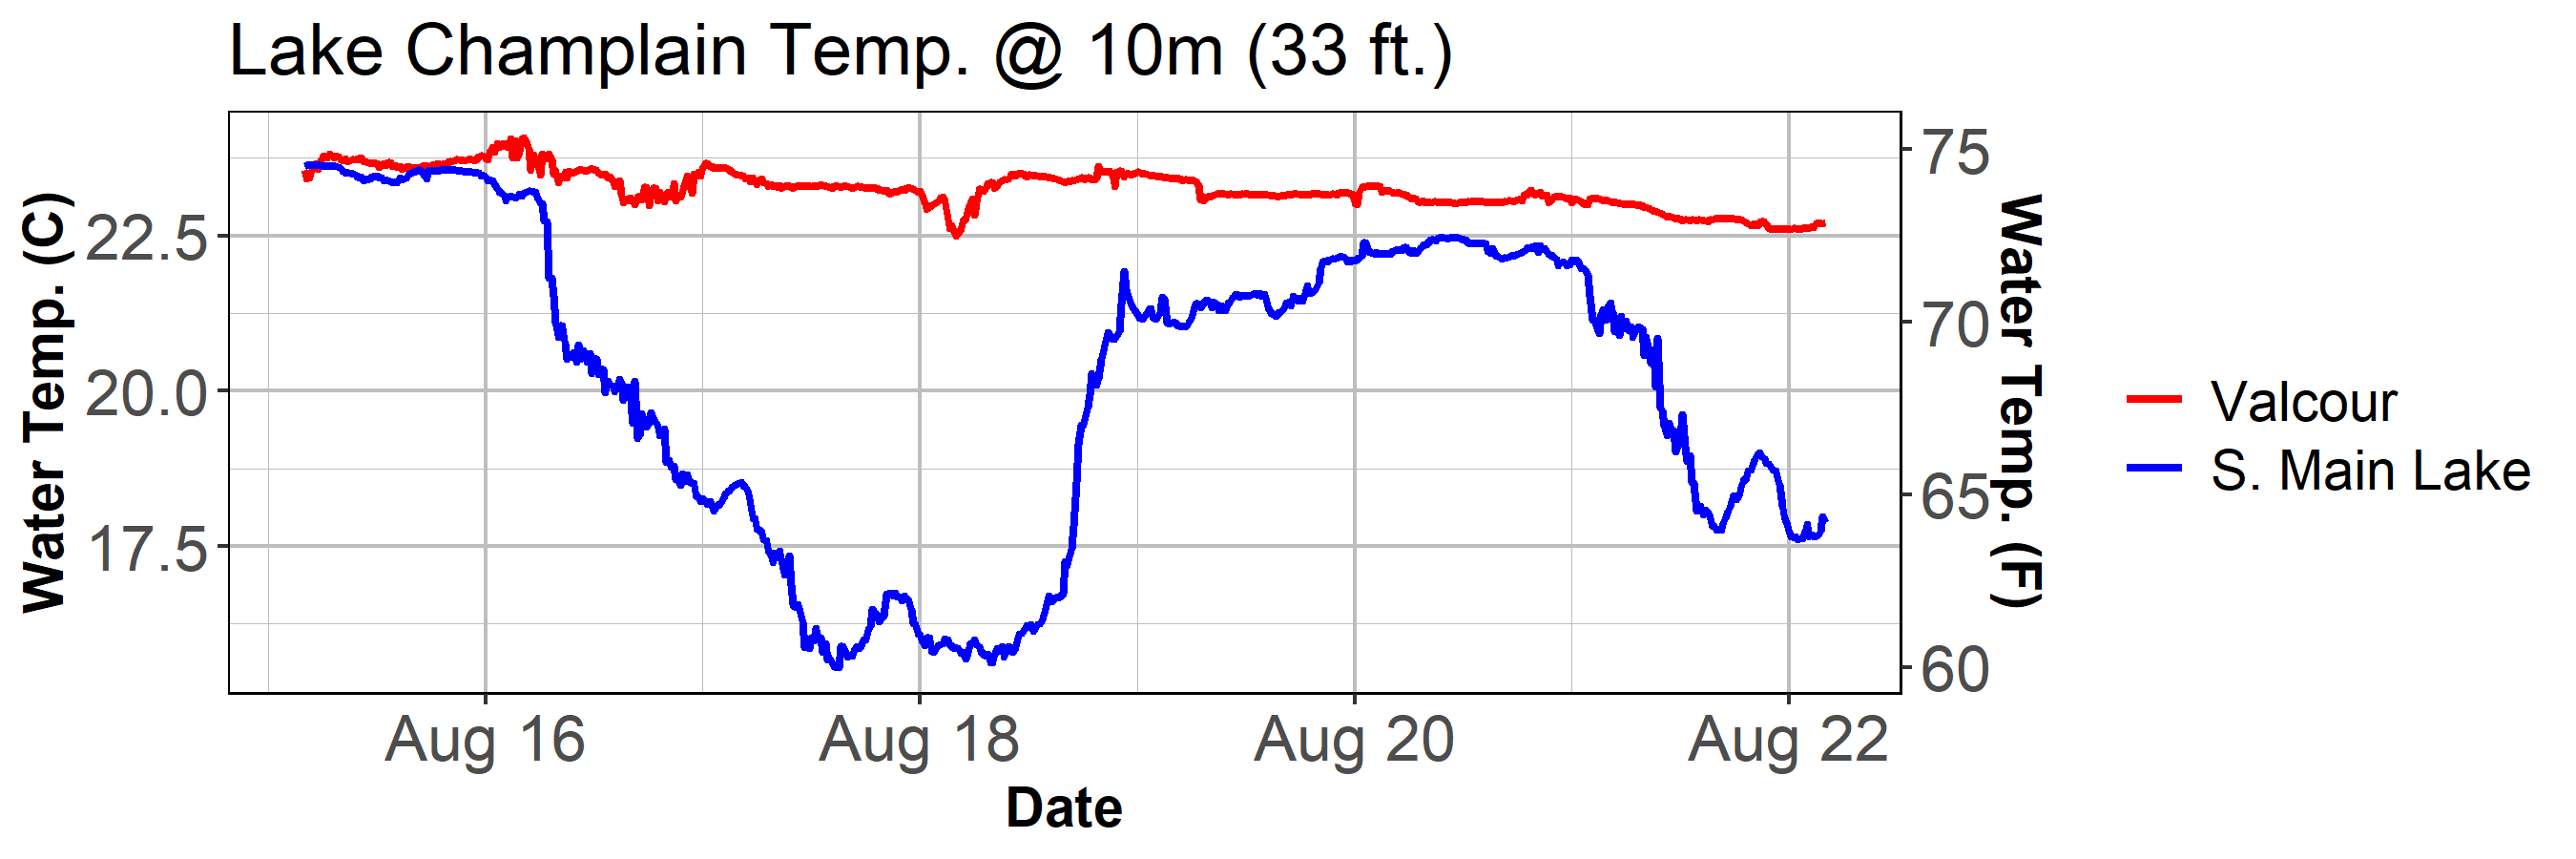 Lake Champlain Temp. @ 10m (33 ft.)
Water Temp. (C)
22.5
20.0
17.5
75
70
65
60
Water Temp. (F)
Aug 16
Aug 18
Aug 20
Aug 22
Date
Valcour
S. Main Lake